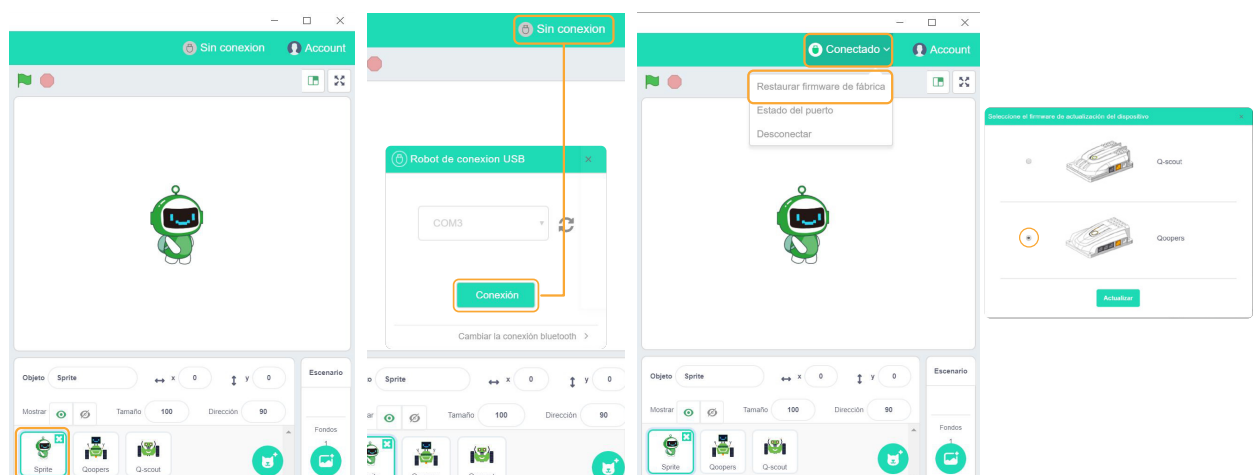 Sin conexion
Account
Objeto
Sprite
x
0
y
0
Mostrar
Tamaño
100
Dirección
90
Escenario
Fondos
1
Sprite
Qoopers
Q-scout
Sin conexion
Robot de conexion USB
COM3
Conexión
Cambiar la conexión bluetooth >
Sprite
x
0
y
0
Tamaño
100
Dirección
90
Conectado
Account
Restaurar firmware de fábrica
Estado del puerto
Desconectar
Objeto
Sprite
x
0
y
0
Mostrar
Tamaño
100
Dirección
90
Escenario
Fondos
1
Sprite
Qoopers
Q-scout
Seleccione el firmware de actualización del dispositivo
Q-scout
Qoopers
Actualizar